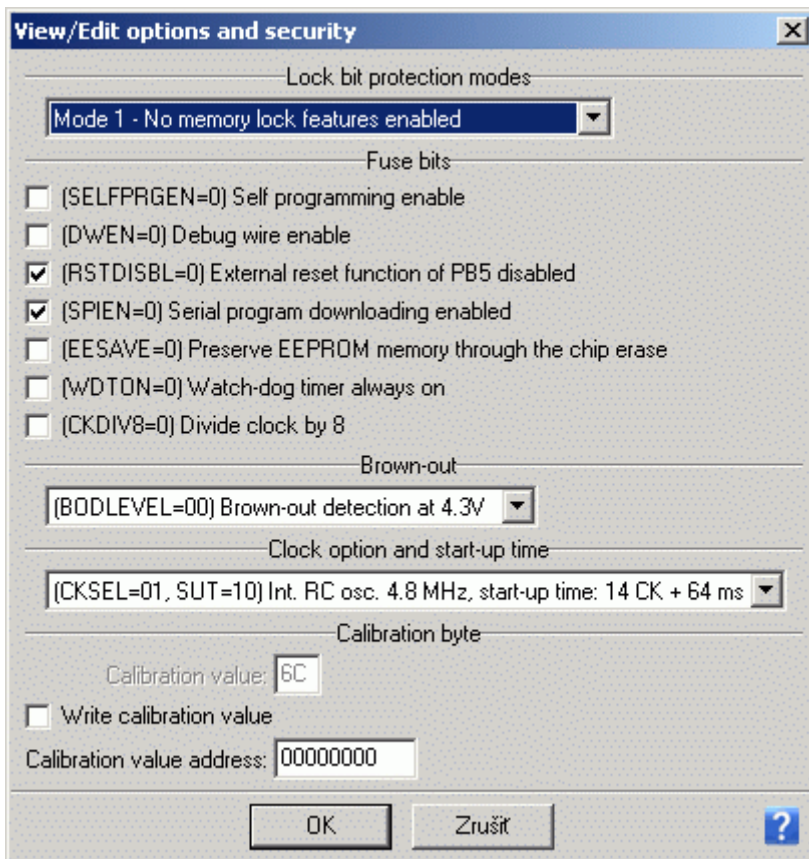 View/Edit options and security
Lock bit protection modes
Mode 1 - No memory lock features enabled
Fuse bits
(SELFPRGEN=0) Self programming enable
(DWEN=0) Debug wire enable
(RSTDISBL=0) External reset function of PB5 disabled
(SPIEN=0) Serial program downloading enabled
(EESAVE=0) Preserve EEPROM memory through the chip erase
(WDTON=0) Watch-dog timer always on
(CKDIV8=0) Divide clock by 8
Brown-out
(BODLEVEL=00) Brown-out detection at 4.3V
Clock option and start-up time
(CKSEL=01, SUT=10) Int. RC osc. 4.8 MHz, start-up time: 14 CK + 64 ms
Calibration byte
Calibration value: 6C
Write calibration value
Calibration value address: 00000000
OK Zrušiť ?